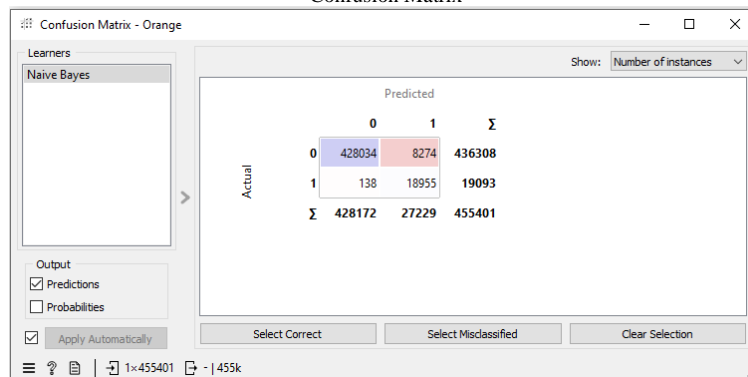 Confusion Matrix
Confusion Matrix - Orange
Learners
Naive Bayes
Show: Number of instances
Predicted
0 1 Σ
Actual
0 428034 8274 436308
1 138 18955 19093
Σ 428172 27229 455401
Output
Predictions
Probabilities
Apply Automatically
Select Correct Select Misclassified Clear Selection
1×455401 - | 455k